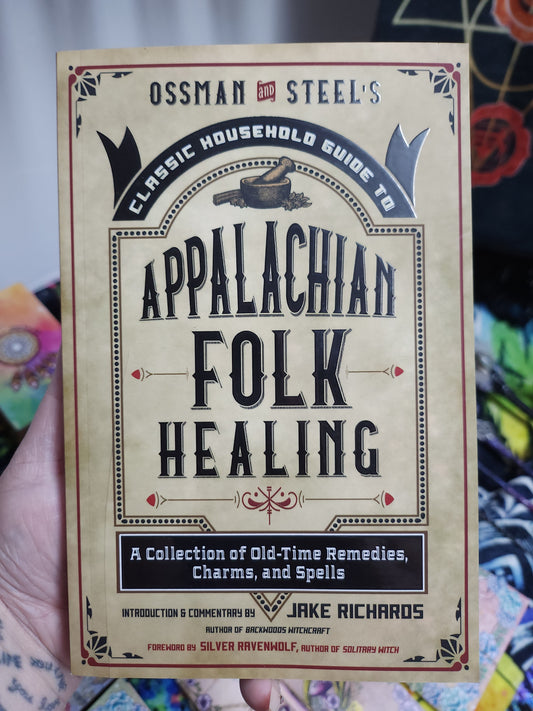 OSSMAN and STEEL'S
CLASSIC HOUSEHOLD GUIDE TO
APPALACHIAN
FOLK
HEALING
A Collection of Old-Time Remedies,
Charms, and Spells
INTRODUCTION & COMMENTARY BY JAKE RICHARDS
AUTHOR OF BACKWOODS WITCHCRAFT
FOREWORD BY SILVER RAVENWOLF, AUTHOR OF SOLITARY WITCH